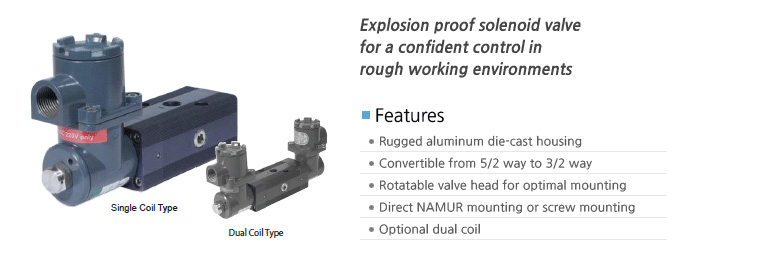 Explosion proof solenoid valve
for a confident control in
rough working environments
Features
Rugged aluminum die-cast housing
Convertible from 5/2 way to 3/2 way
Rotatable valve head for optimal mounting
Direct NAMUR mounting or screw mounting
Optional dual coil
220V only
Single Coil Type
Dual Coil Type